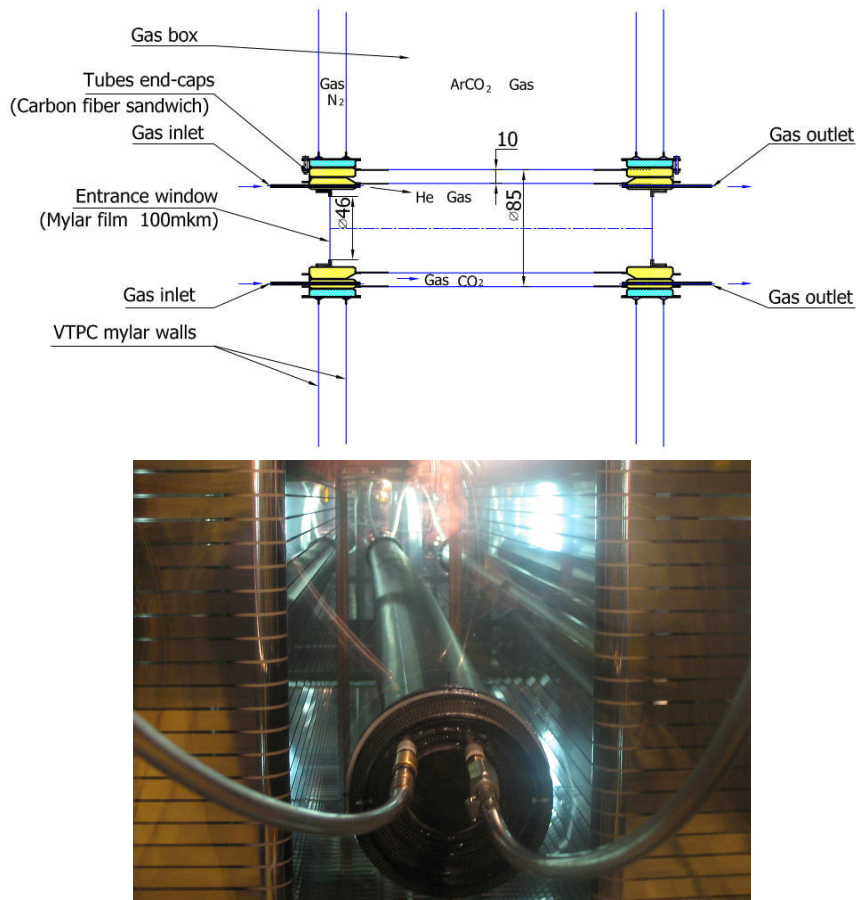 Gas box
Tubes end-caps
(Carbon fiber sandwich)
Gas inlet
Gas
N₂
ArCO₂ Gas
10
Gas outlet
He Gas
Entrance window
(Mylar film 100mkm)
⌀46
⌀85
Gas CO₂
Gas inlet
Gas outlet
VTPC mylar walls